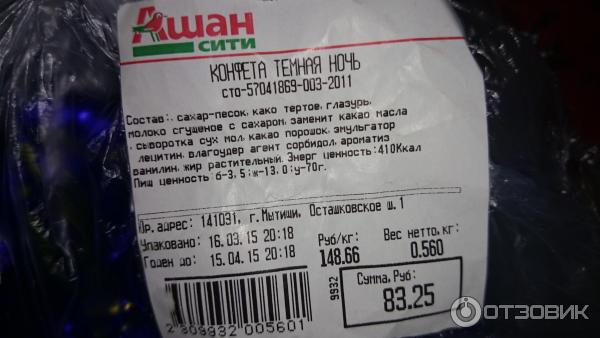 Ашан
СИТИ
КОНФЕТА ТЕМНАЯ НОЧЬ
сто-57041869-003-2011
Состав:. сахар-песок, како тертое, глазурь,
молоко сгущеное с сахаром, заменит какао масла
, сыворотка сух мол, какао порошок, эмульгатор
лецитин, влагоудер агент сорбидол, ароматиз
ванилин, жир растительный. Энерг ценность:410Ккал
Пищ ценность:б-3,5;ж-13,0;у-70г.
Юр. адрес: 141031, г.Мытищи, Осташковское ш.1
Упаковано: 16.03.15 20:18
Годен до: 15.04.15 20:18
Руб/кг: Вес нетто,кг:
148.66 0.560
9932
Сумма, Руб:
83.25
2 809932 005601
ОТЗОВИК